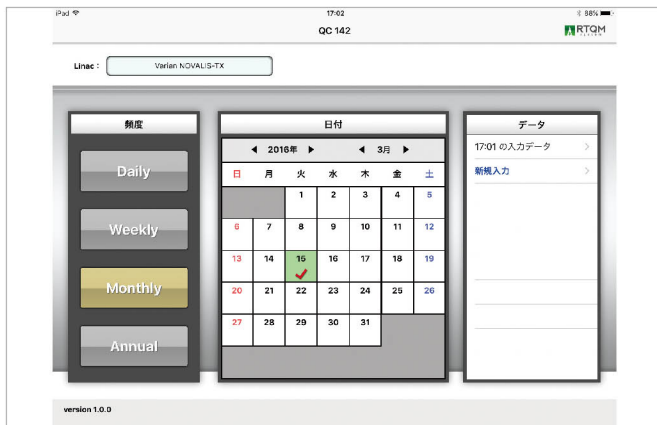 iPad 17:02 88%
QC 142
RTQM
Linac : Varian NOVALIS-TX
頻度
Daily
Weekly
Monthly
Annual
日付
◀ 2016年 ▶ ◀ 3月 ▶
日 月 火 水 木 金 土
1 2 3 4 5
6 7 8 9 10 11 12
13 14 15 16 17 18 19
20 21 22 23 24 25 26
27 28 29 30 31
データ
17:01 の入力データ
新規入力
version 1.0.0